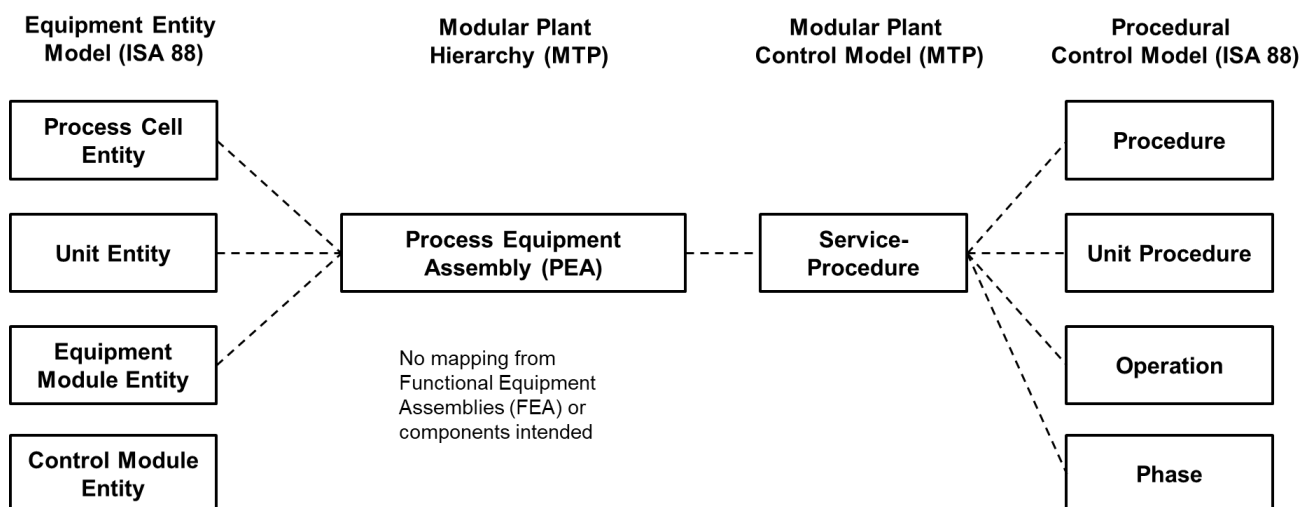 Equipment Entity
Model (ISA 88)
Modular Plant
Hierarchy (MTP)
Modular Plant
Control Model (MTP)
Procedural
Control Model (ISA 88)
Process Cell
Entity
Unit Entity
Equipment
Module Entity
Control Module
Entity
Process Equipment
Assembly (PEA)
No mapping from
Functional Equipment
Assemblies (FEA) or
components intended
Service-
Procedure
Procedure
Unit Procedure
Operation
Phase